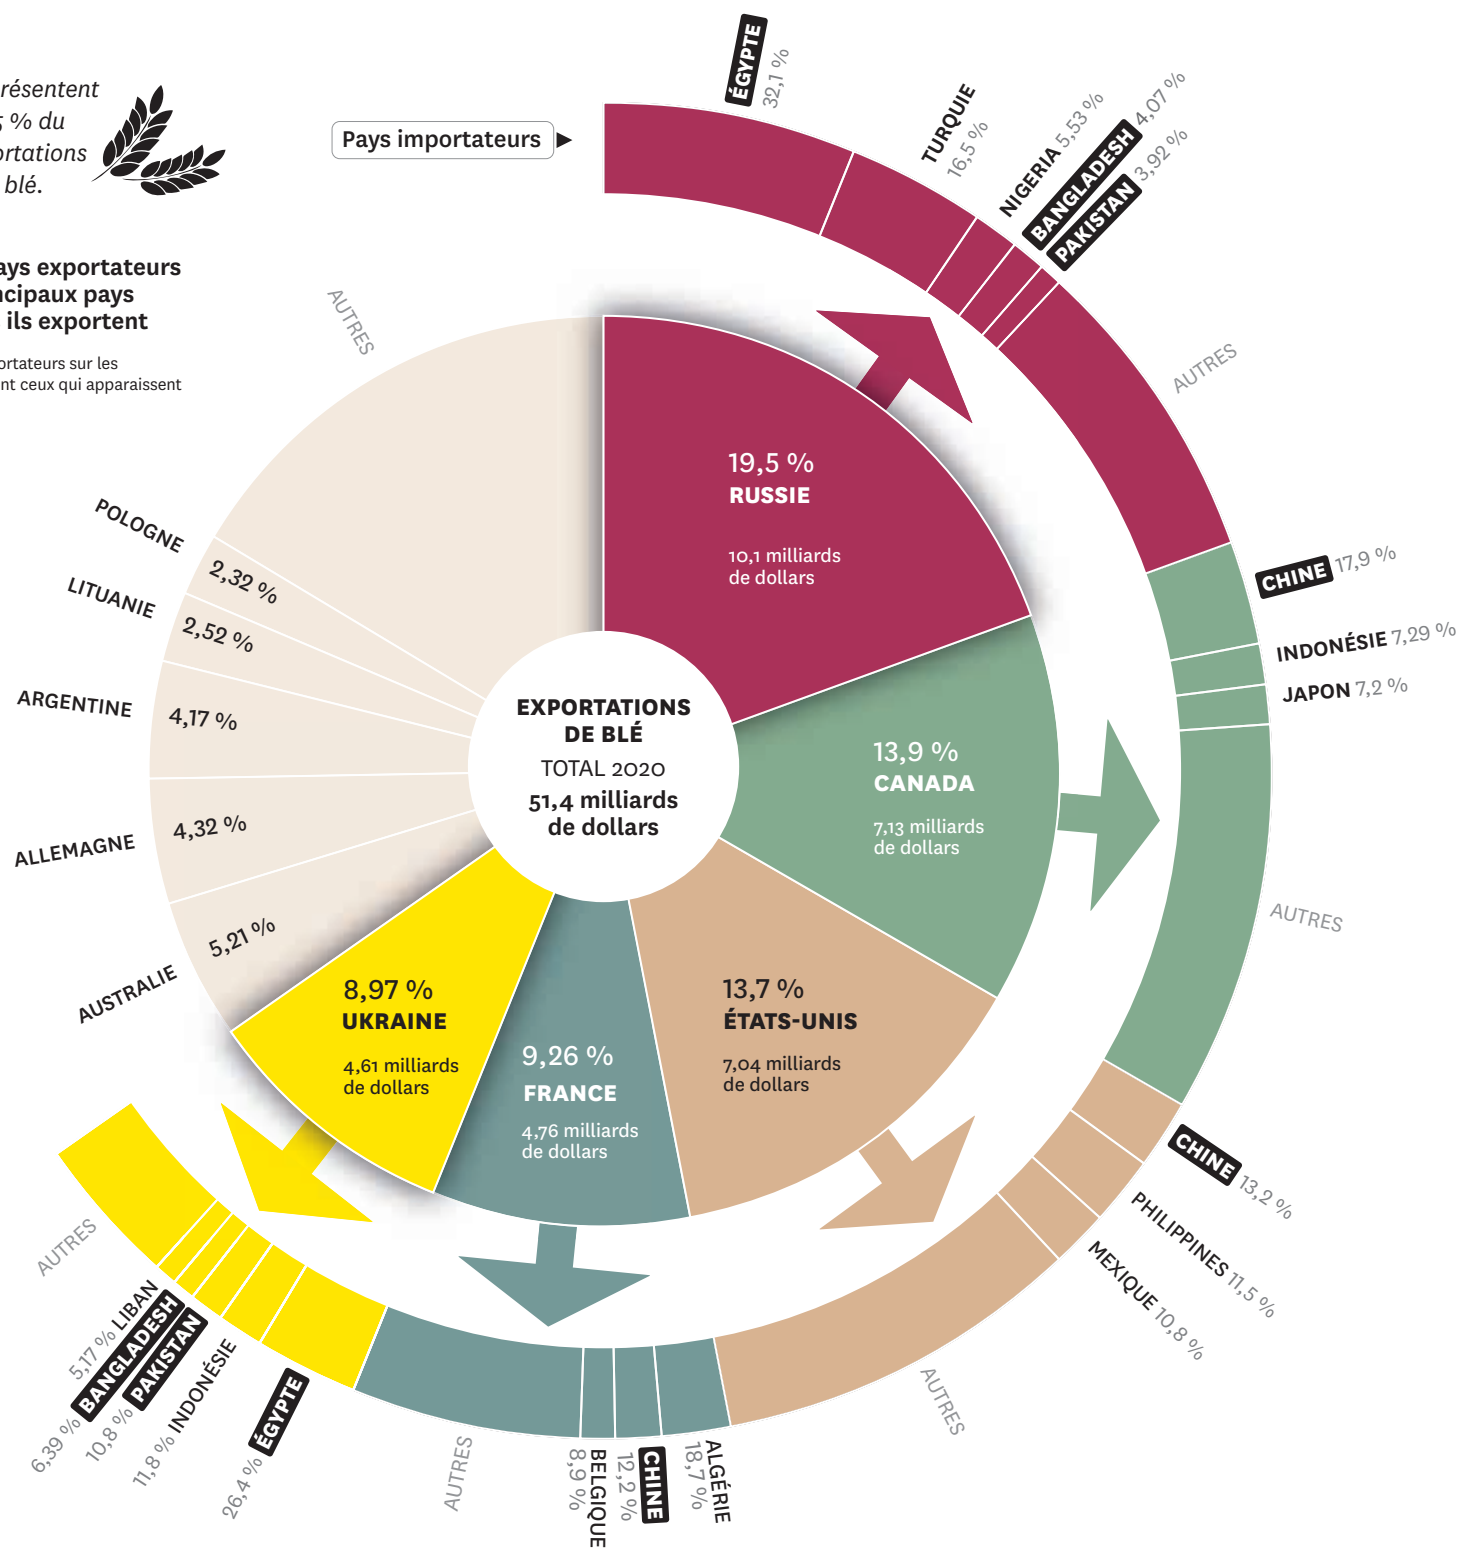 résentent
% du
ortations
blé.
ays exportateurs
ncipaux pays
ils exportent
ortateurs sur les
nt ceux qui apparaissent
Pays importateurs
ÉGYPTE
32,1 %
TURQUIE
16,5 %
NIGERIA 5,53 %
BANGLADESH 4,07 %
PAKISTAN 3,92 %
AUTRES
CHINE 17,9 %
INDONÉSIE 7,29 %
JAPON 7,2 %
AUTRES
CHINE 13,2 %
PHILIPPINES 11,5 %
MEXIQUE 10,8 %
AUTRES
ALGÉRIE
18,7 %
CHINE
12,2 %
BELGIQUE
8,9 %
AUTRES
26,4 % ÉGYPTE
11,8 % INDONÉSIE
10,8 % PAKISTAN
6,39 % BANGLADESH
5,17 % LIBAN
AUTRES
19,5 %
RUSSIE
10,1 milliards
de dollars
13,9 %
CANADA
7,13 milliards
de dollars
13,7 %
ÉTATS-UNIS
7,04 milliards
de dollars
9,26 %
FRANCE
4,76 milliards
de dollars
8,97 %
UKRAINE
4,61 milliards
de dollars
AUSTRALIE
5,21 %
ALLEMAGNE
4,32 %
ARGENTINE
4,17 %
LITUANIE
2,52 %
POLOGNE
2,32 %
AUTRES
EXPORTATIONS
DE BLÉ
TOTAL 2020
51,4 milliards
de dollars